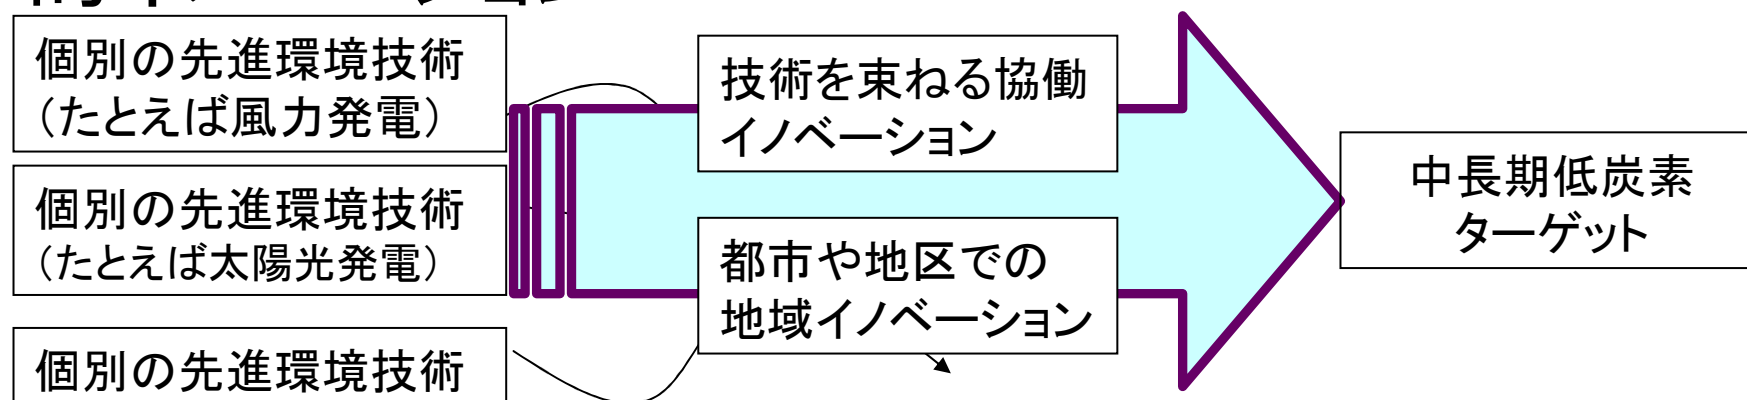 個別の先進環境技術
（たとえば風力発電）
個別の先進環境技術
（たとえば太陽光発電）
個別の先進環境技術
技術を束ねる協働
イノベーション
都市や地区での
地域イノベーション
中長期低炭素
ターゲット